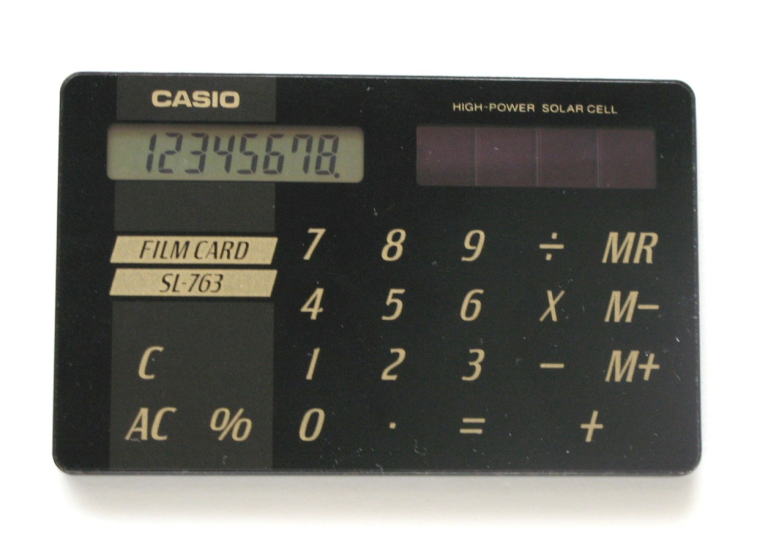 CASIO
HIGH-POWER SOLAR CELL
12345678.
FILM CARD
SL-763
7 8 9 ÷ MR
4 5 6 X M−
C 1 2 3 − M+
AC % 0 · = +